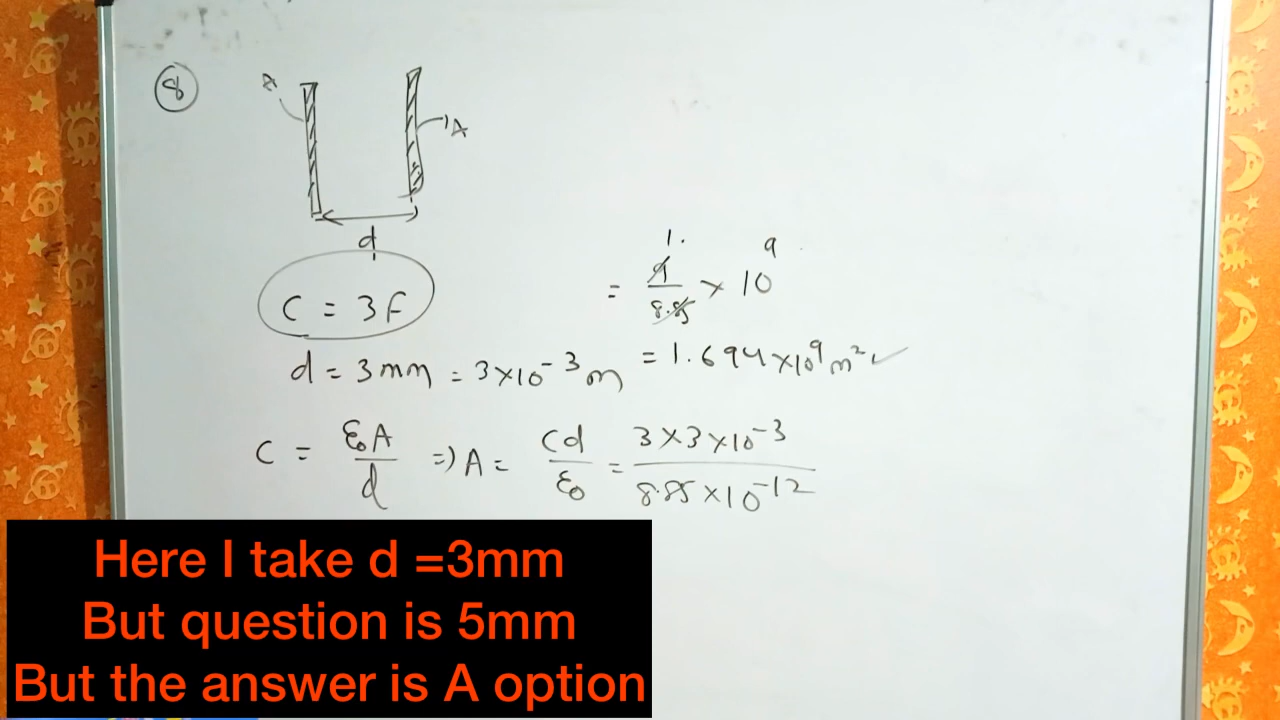 8
A
A
d
C = 3F
= 9/8.85 × 10^9
1.
d = 3mm = 3×10^-3 m
= 1.694×10^9 m² ✓
C = ε₀A/d ⇒ A = Cd/ε₀ = 3×3×10^-3/8.85×10^-12
Here I take d =3mm
But question is 5mm
But the answer is A option